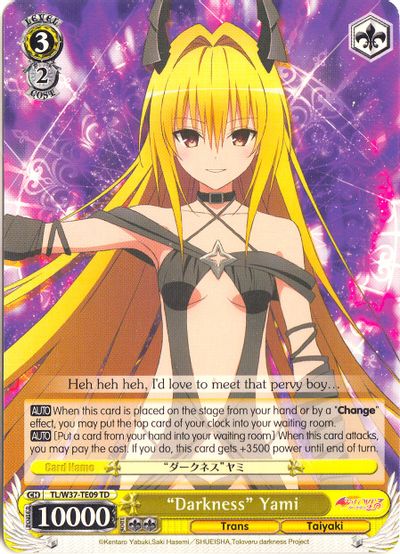 LEVEL
3
2
COST
Heh heh heh, I'd love to meet that pervy boy...
AUTO When this card is placed on the stage from your hand or by a "Change"
effect, you may put the top card of your clock into your waiting room.
AUTO [Put a card from your hand into your waiting room] When this card attacks,
you may pay the cost. If you do, this card gets +3500 power until end of turn.
Card Name
"ダークネス"ヤミ
CH TL/W37-TE09 TD
"Darkness" Yami
10000
Trans
Taiyaki
©Kentaro Yabuki,Saki Hasemi／SHUEISHA,Toloveru darkness Project